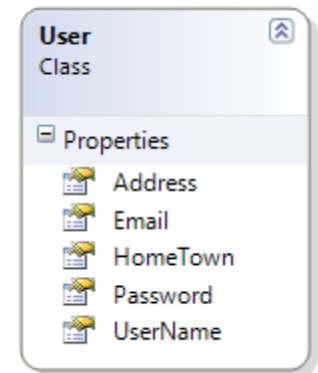 User
Class
Properties
Address
Email
HomeTown
Password
UserName